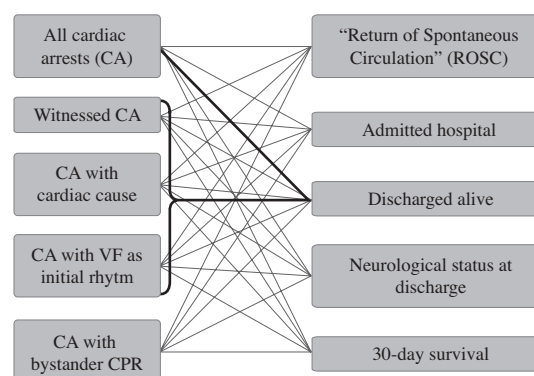 All cardiac
arrests (CA)
Witnessed CA
CA with
cardiac cause
CA with VF as
initial rhytm
CA with
bystander CPR
“Return of Spontaneous
Circulation” (ROSC)
Admitted hospital
Discharged alive
Neurological status at
discharge
30-day survival